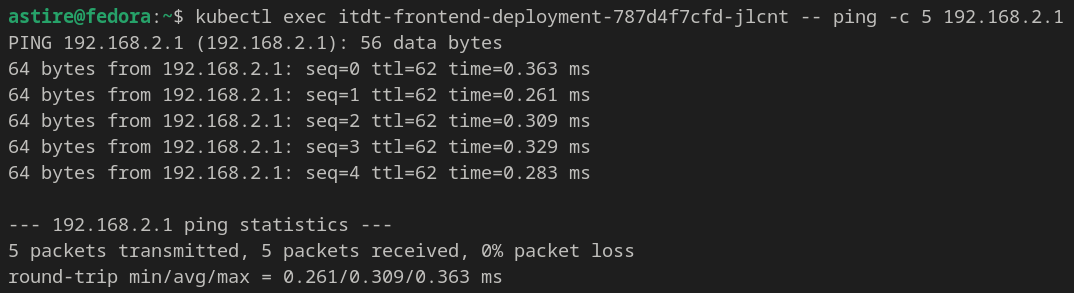 astire@fedora:~$ kubectl exec itdt-frontend-deployment-787d4f7cfd-jlcnt -- ping -c 5 192.168.2.1
PING 192.168.2.1 (192.168.2.1): 56 data bytes
64 bytes from 192.168.2.1: seq=0 ttl=62 time=0.363 ms
64 bytes from 192.168.2.1: seq=1 ttl=62 time=0.261 ms
64 bytes from 192.168.2.1: seq=2 ttl=62 time=0.309 ms
64 bytes from 192.168.2.1: seq=3 ttl=62 time=0.329 ms
64 bytes from 192.168.2.1: seq=4 ttl=62 time=0.283 ms

--- 192.168.2.1 ping statistics ---
5 packets transmitted, 5 packets received, 0% packet loss
round-trip min/avg/max = 0.261/0.309/0.363 ms